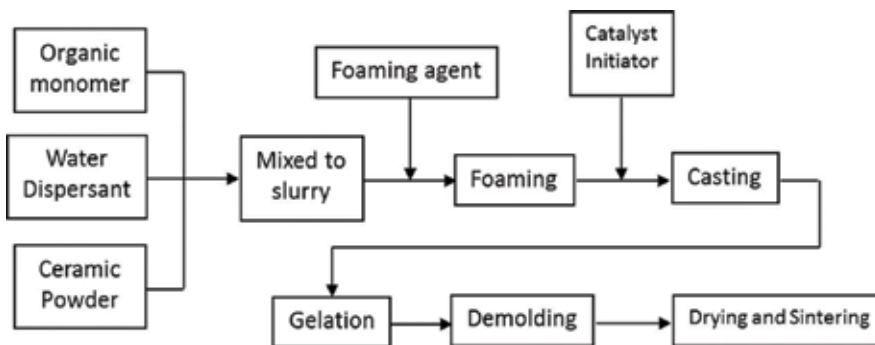 Organic
monomer
Water
Dispersant
Ceramic
Powder
Mixed to
slurry
Foaming agent
Foaming
Catalyst
Initiator
Casting
Gelation
Demolding
Drying and Sintering